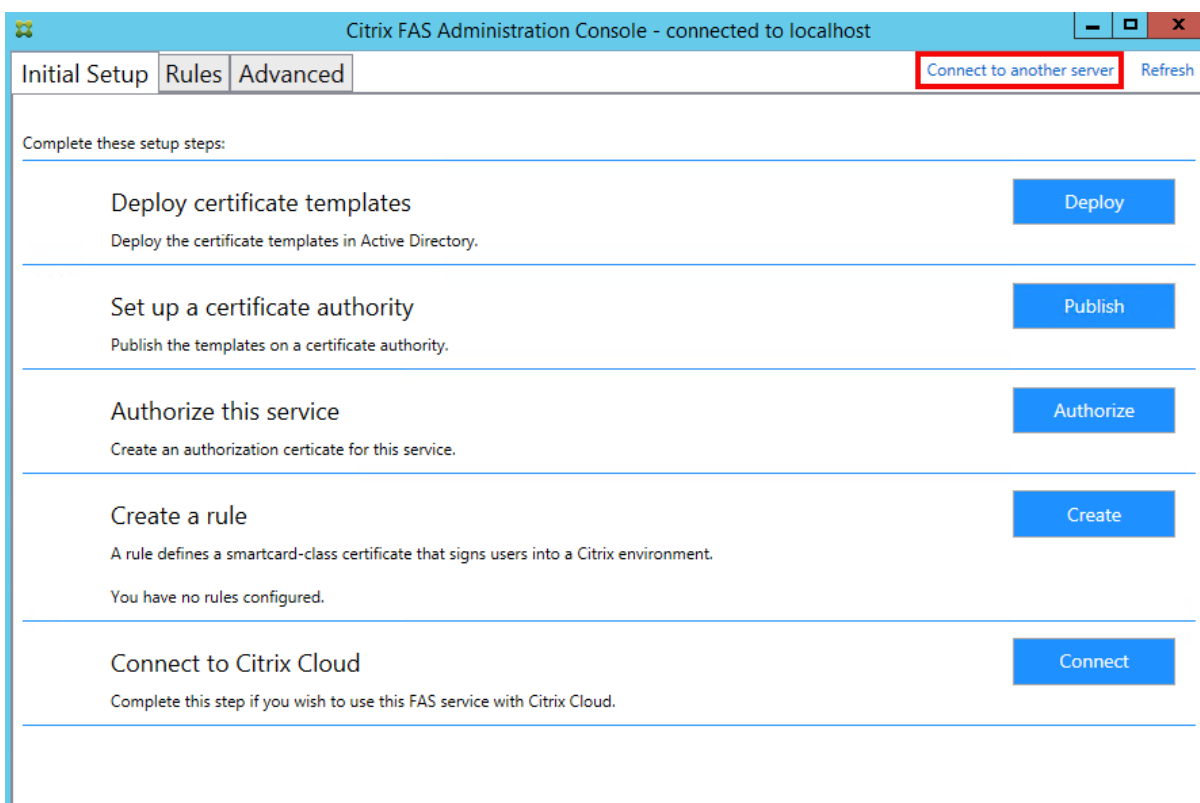 Citrix FAS Administration Console - connected to localhost
Initial Setup Rules Advanced Connect to another server Refresh
Complete these setup steps:
Deploy certificate templates
Deploy
Deploy the certificate templates in Active Directory.
Set up a certificate authority
Publish
Publish the templates on a certificate authority.
Authorize this service
Authorize
Create an authorization certicate for this service.
Create a rule
Create
A rule defines a smartcard-class certificate that signs users into a Citrix environment.
You have no rules configured.
Connect to Citrix Cloud
Connect
Complete this step if you wish to use this FAS service with Citrix Cloud.